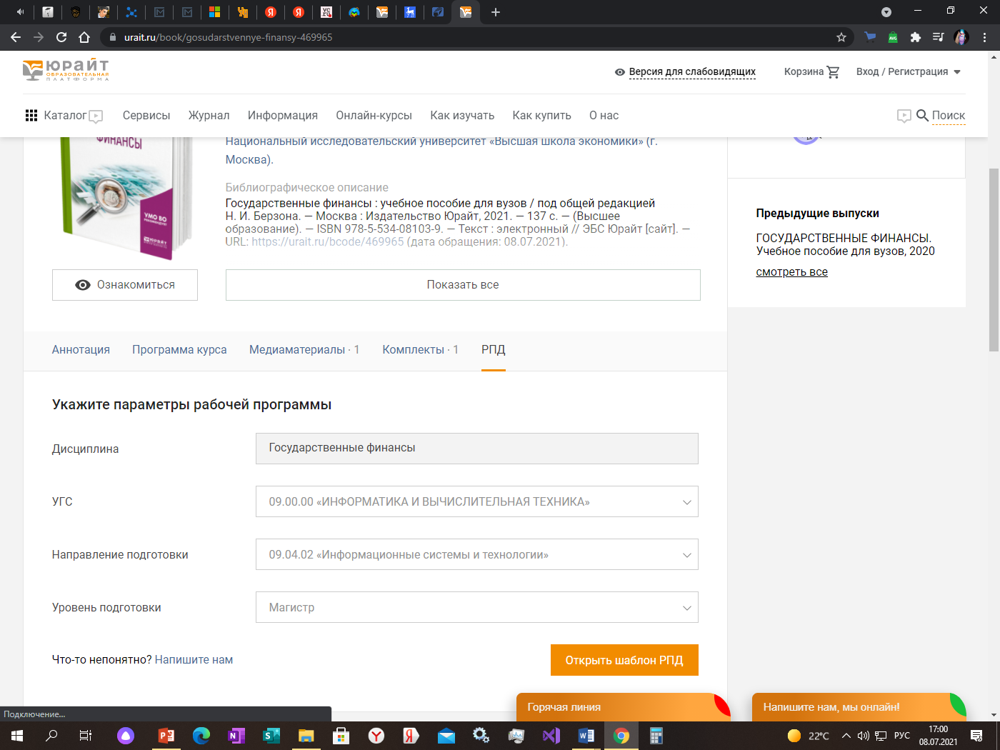 urait.ru/book/gosudarstvennye-finansy-469965
ЮРАЙТ
ОБРАЗОВАТЕЛЬНАЯ
ПЛАТФОРМА
Версия для слабовидящих
Корзина
Вход / Регистрация
Каталог
Сервисы
Журнал
Информация
Онлайн-курсы
Как изучать
Как купить
О нас
Поиск
ФИНАНСЫ
УМО ВО
РЕКОМЕНДУЕТ
ЮРАЙТ
Национальный исследовательский университет «Высшая школа экономики» (г.
Москва).
Библиографическое описание
Государственные финансы : учебное пособие для вузов / под общей редакцией
Н. И. Берзона. — Москва : Издательство Юрайт, 2021. — 137 с. — (Высшее
образование). — ISBN 978-5-534-08103-9. — Текст : электронный // ЭБС Юрайт [сайт]. —
URL: https://urait.ru/bcode/469965 (дата обращения: 08.07.2021).
Ознакомиться
Показать все
Предыдущие выпуски
ГОСУДАРСТВЕННЫЕ ФИНАНСЫ.
Учебное пособие для вузов, 2020
смотреть все
Аннотация
Программа курса
Медиаматериалы · 1
Комплекты · 1
РПД
Укажите параметры рабочей программы
Дисциплина
Государственные финансы
УГС
09.00.00 «ИНФОРМАТИКА И ВЫЧИСЛИТЕЛЬНАЯ ТЕХНИКА»
Направление подготовки
09.04.02 «Информационные системы и технологии»
Уровень подготовки
Магистр
Что-то непонятно? Напишите нам
Открыть шаблон РПД
Горячая линия
Напишите нам, мы онлайн!
Подключение...
22°C
РУС
17:00
08.07.2021